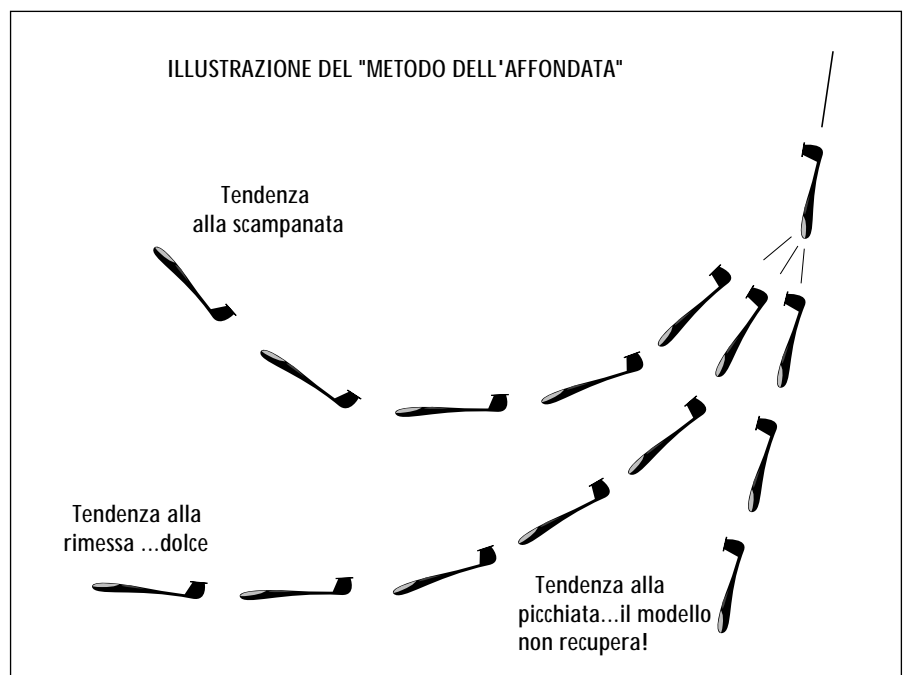 ILLUSTRAZIONE DEL "METODO DELL'AFFONDATA"
Tendenza
alla scampanata
Tendenza alla
rimessa ...dolce
Tendenza alla
picchiata...il modello
non recupera!